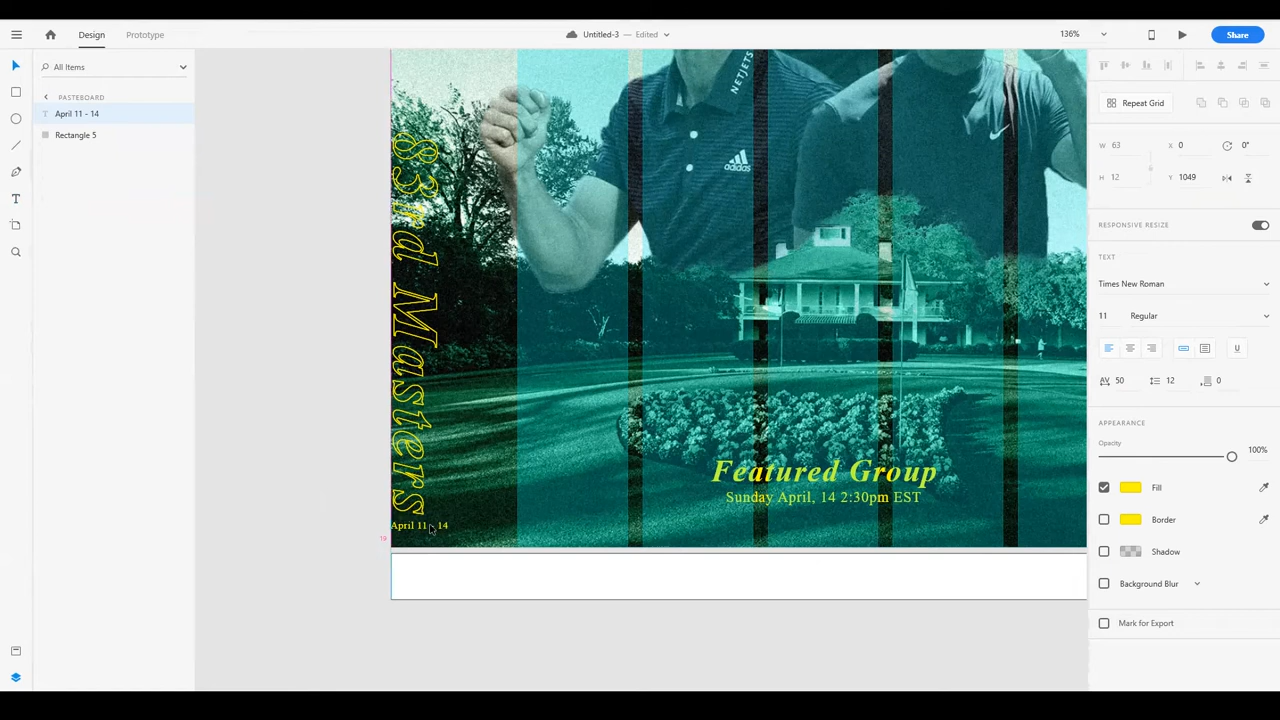 Design
Prototype
Untitled-3 — Edited
136%
Share
All Items
PASTEBOARD
April 11 - 14
Rectangle 5
NETJETS
adidas
83rd Masters
April 11 - 14
Featured Group
Sunday April, 14 2:30pm EST
19
Repeat Grid
W 63
X 0
0°
H 12
Y 1049
RESPONSIVE RESIZE
TEXT
Times New Roman
11
Regular
AV 50
12
0
APPEARANCE
Opacity
100%
Fill
Border
Shadow
Background Blur
Mark for Export